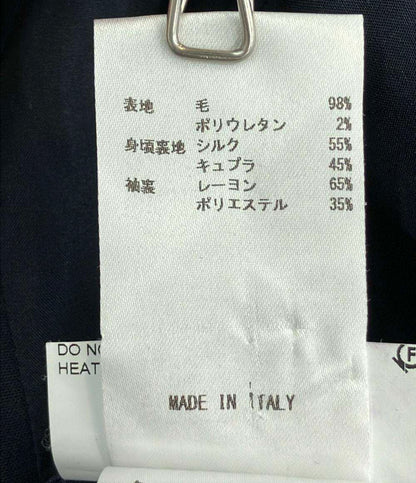 表地 毛 98%
ポリウレタン 2%
身頃裏地 シルク 55%
キュプラ 45%
袖裏 レーヨン 65%
ポリエステル 35%
DO NO
HEAT
F
MADE IN ITALY